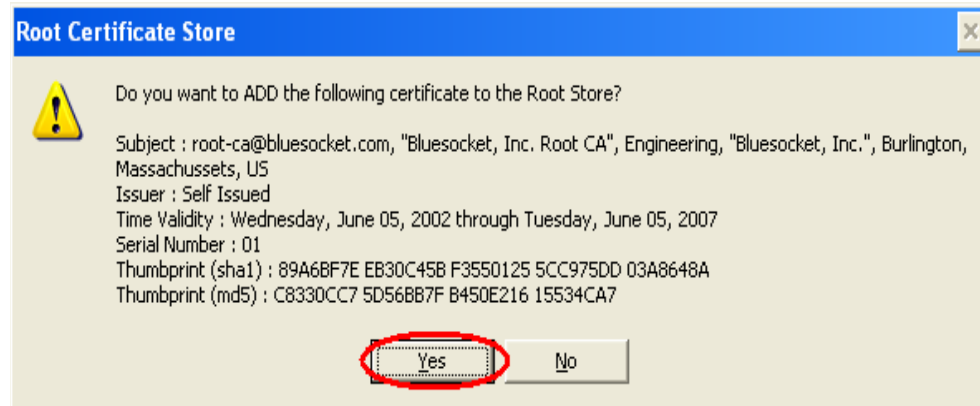 Root Certificate Store
Do you want to ADD the following certificate to the Root Store?
Subject : root-ca@bluesocket.com, "Bluesocket, Inc. Root CA", Engineering, "Bluesocket, Inc.", Burlington,
Massachussets, US
Issuer : Self Issued
Time Validity : Wednesday, June 05, 2002 through Tuesday, June 05, 2007
Serial Number : 01
Thumbprint (sha1) : 89A6BF7E EB30C45B F3550125 5CC975DD 03A8648A
Thumbprint (md5) : C8330CC7 5D56BB7F B450E216 15534CA7
Yes No